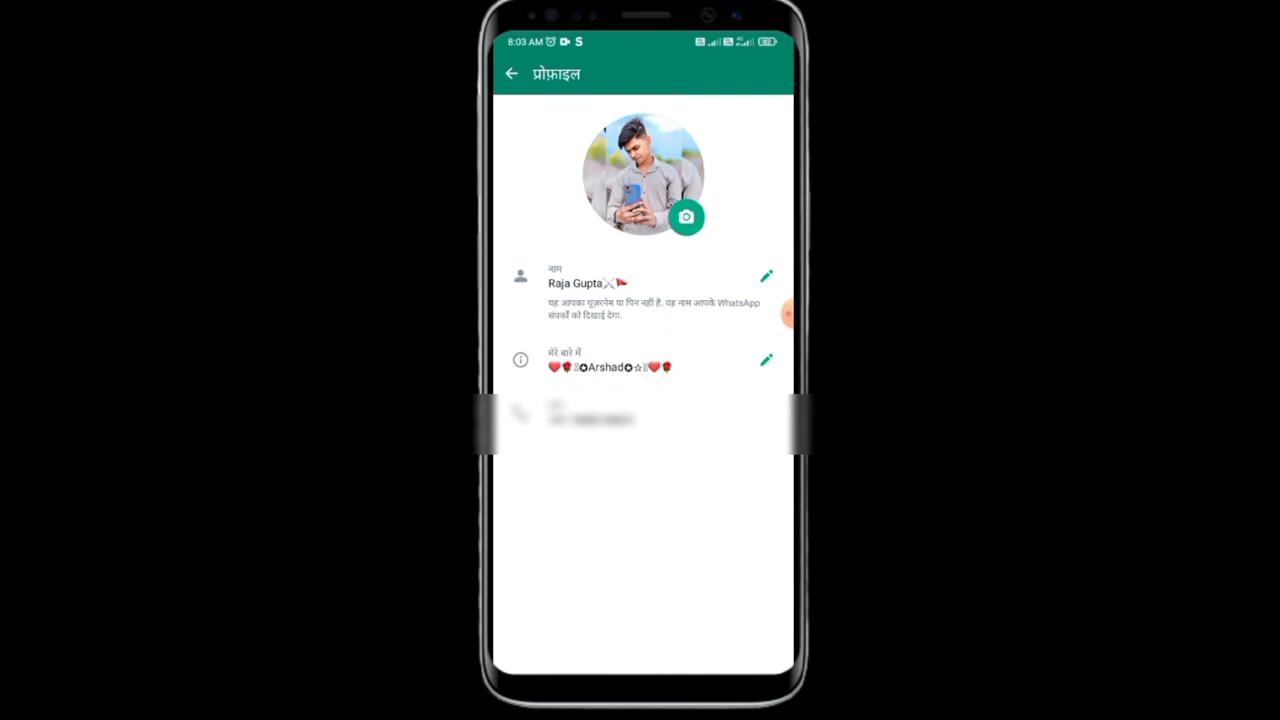 8:03 AM
प्रोफ़ाइल
नाम
Raja Gupta⚔🚩
यह आपका यूज़रनेम या पिन नहीं है. यह नाम आपके WhatsApp
संपर्कों को दिखाई देगा.
मेरे बारे में
❤🌹✪Arshad✪☆❤🌹